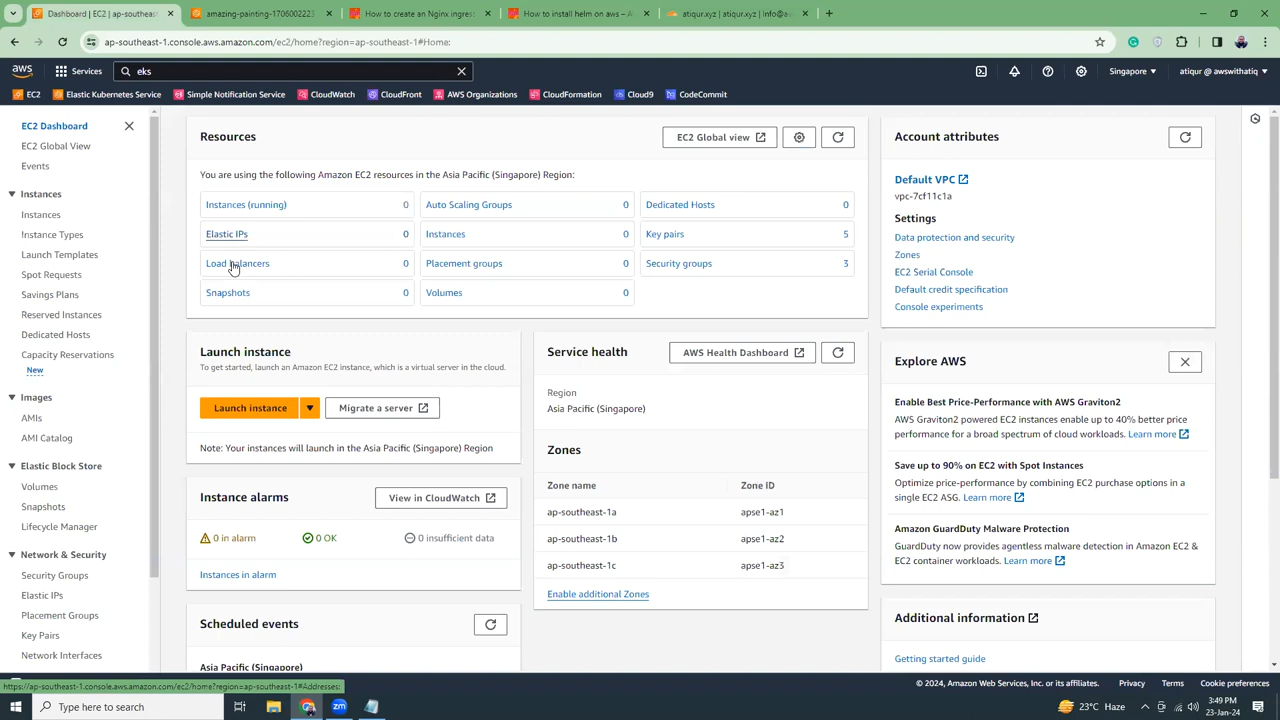 Dashboard | EC2 | ap-southeast
amazing-painting-1706002223
How to create an Nginx ingres
How to install helm on aws – A
atiqur.xyz | Info@av
ap-southeast-1.console.aws.amazon.com/ec2/home?region=ap-southeast-1#Home:
aws
Services
eks
Singapore
atiqur @ awswithatiq
EC2
Elastic Kubernetes Service
Simple Notification Service
CloudWatch
CloudFront
AWS Organizations
CloudFormation
Cloud9
CodeCommit
EC2 Dashboard
EC2 Global View
Events
Instances
Instances
Instance Types
Launch Templates
Spot Requests
Savings Plans
Reserved Instances
Dedicated Hosts
Capacity Reservations
New
Images
AMIs
AMI Catalog
Elastic Block Store
Volumes
Snapshots
Lifecycle Manager
Network & Security
Security Groups
Elastic IPs
Placement Groups
Key Pairs
Network Interfaces
Resources
EC2 Global view
You are using the following Amazon EC2 resources in the Asia Pacific (Singapore) Region:
Instances (running) 0
Auto Scaling Groups 0
Dedicated Hosts 0
Elastic IPs 0
Instances 0
Key pairs 5
Load balancers 0
Placement groups 0
Security groups 3
Snapshots 0
Volumes 0
Launch instance
To get started, launch an Amazon EC2 instance, which is a virtual server in the cloud.
Launch instance
Migrate a server
Note: Your instances will launch in the Asia Pacific (Singapore) Region
Instance alarms
View in CloudWatch
0 in alarm
0 OK
0 insufficient data
Instances in alarm
Scheduled events
Asia Pacific (Singapore)
Service health
AWS Health Dashboard
Region
Asia Pacific (Singapore)
Zones
Zone name Zone ID
ap-southeast-1a apse1-az1
ap-southeast-1b apse1-az2
ap-southeast-1c apse1-az3
Enable additional Zones
Account attributes
Default VPC
vpc-7cf11c1a
Settings
Data protection and security
Zones
EC2 Serial Console
Default credit specification
Console experiments
Explore AWS
Enable Best Price-Performance with AWS Graviton2
AWS Graviton2 powered EC2 instances enable up to 40% better price
performance for a broad spectrum of cloud workloads. Learn more
Save up to 90% on EC2 with Spot Instances
Optimize price-performance by combining EC2 purchase options in a
single EC2 ASG. Learn more
Amazon GuardDuty Malware Protection
GuardDuty now provides agentless malware detection in Amazon EC2 &
EC2 container workloads. Learn more
Additional information
Getting started guide
https://ap-southeast-1.console.aws.amazon.com/ec2/home?region=ap-southeast-1#Addresses:
© 2024, Amazon Web Services, Inc. or its affiliates.
Privacy
Terms
Cookie preferences
Type here to search
23°C Haze
3:49 PM
23-Jan-24